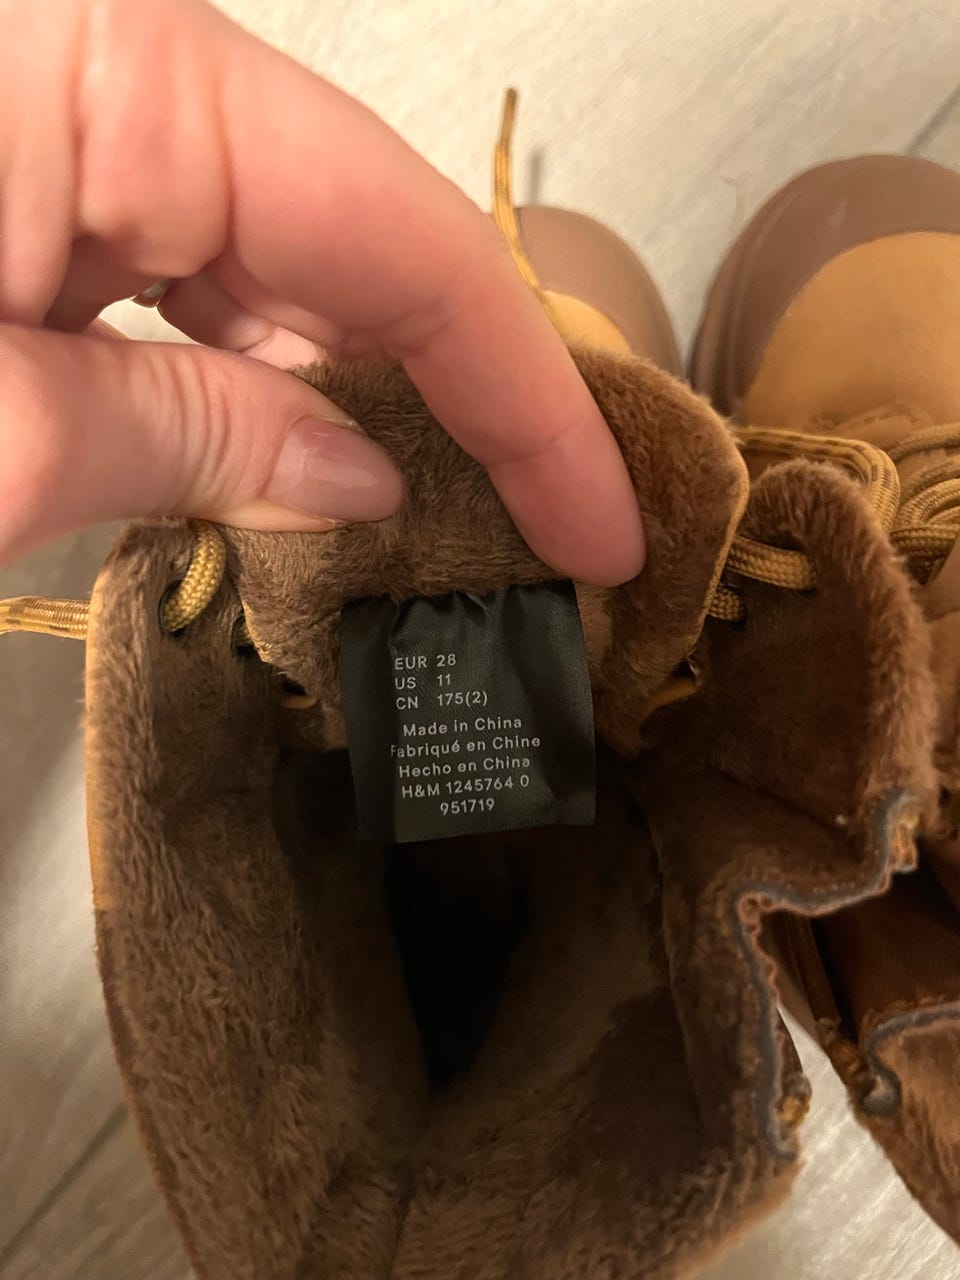 EUR 28
US 11
CN 175(2)
Made in China
Fabriqué en Chine
Hecho en China
H&M 1245764 0
951719